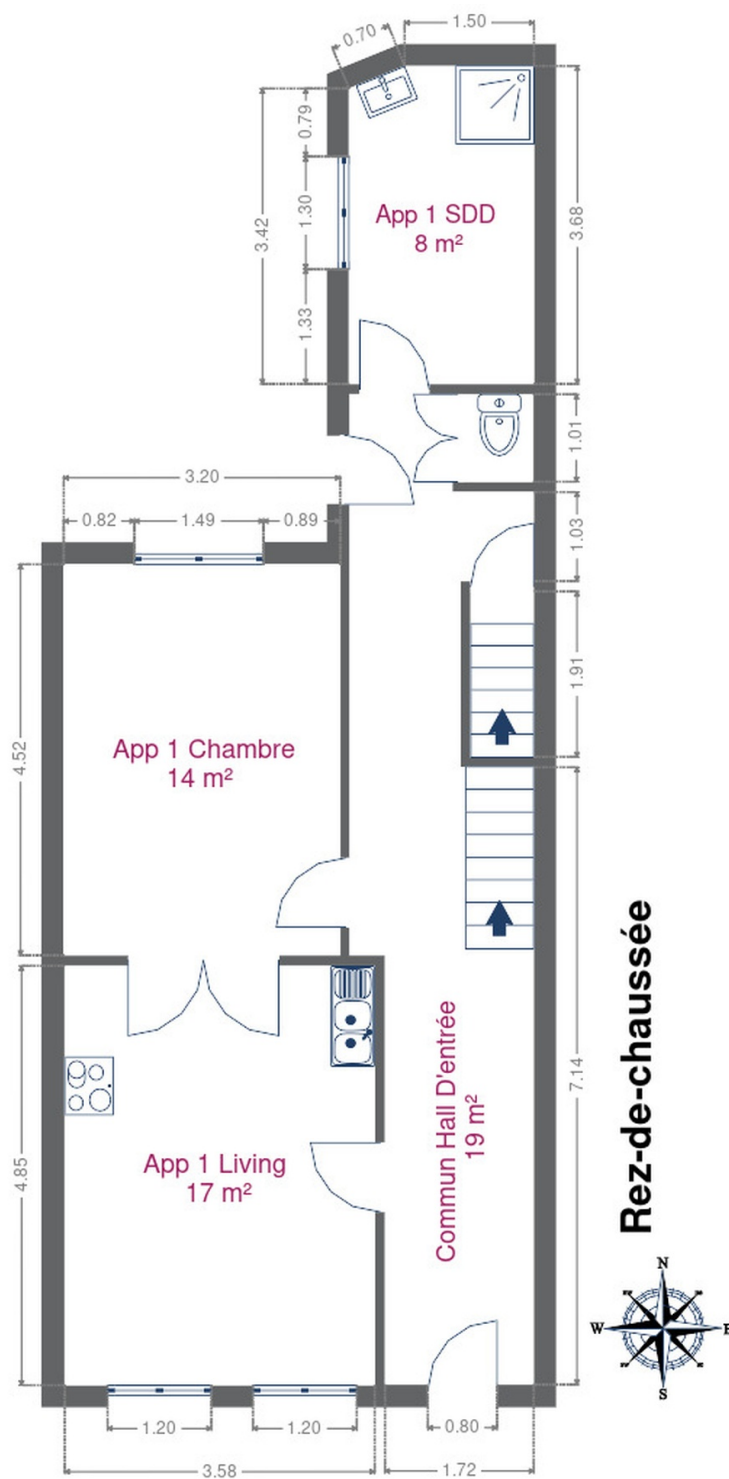 0.70
1.50
0.79
3.42
1.30
1.33
App 1 SDD
8 m²
3.68
1.01
3.20
0.82
1.49
0.89
1.03
1.91
App 1 Chambre
14 m²
4.52
Rez-de-chaussée
Commun Hall D'entrée
19 m²
7.14
App 1 Living
17 m²
4.85
N
W
E
S
1.20
1.20
0.80
3.58
1.72